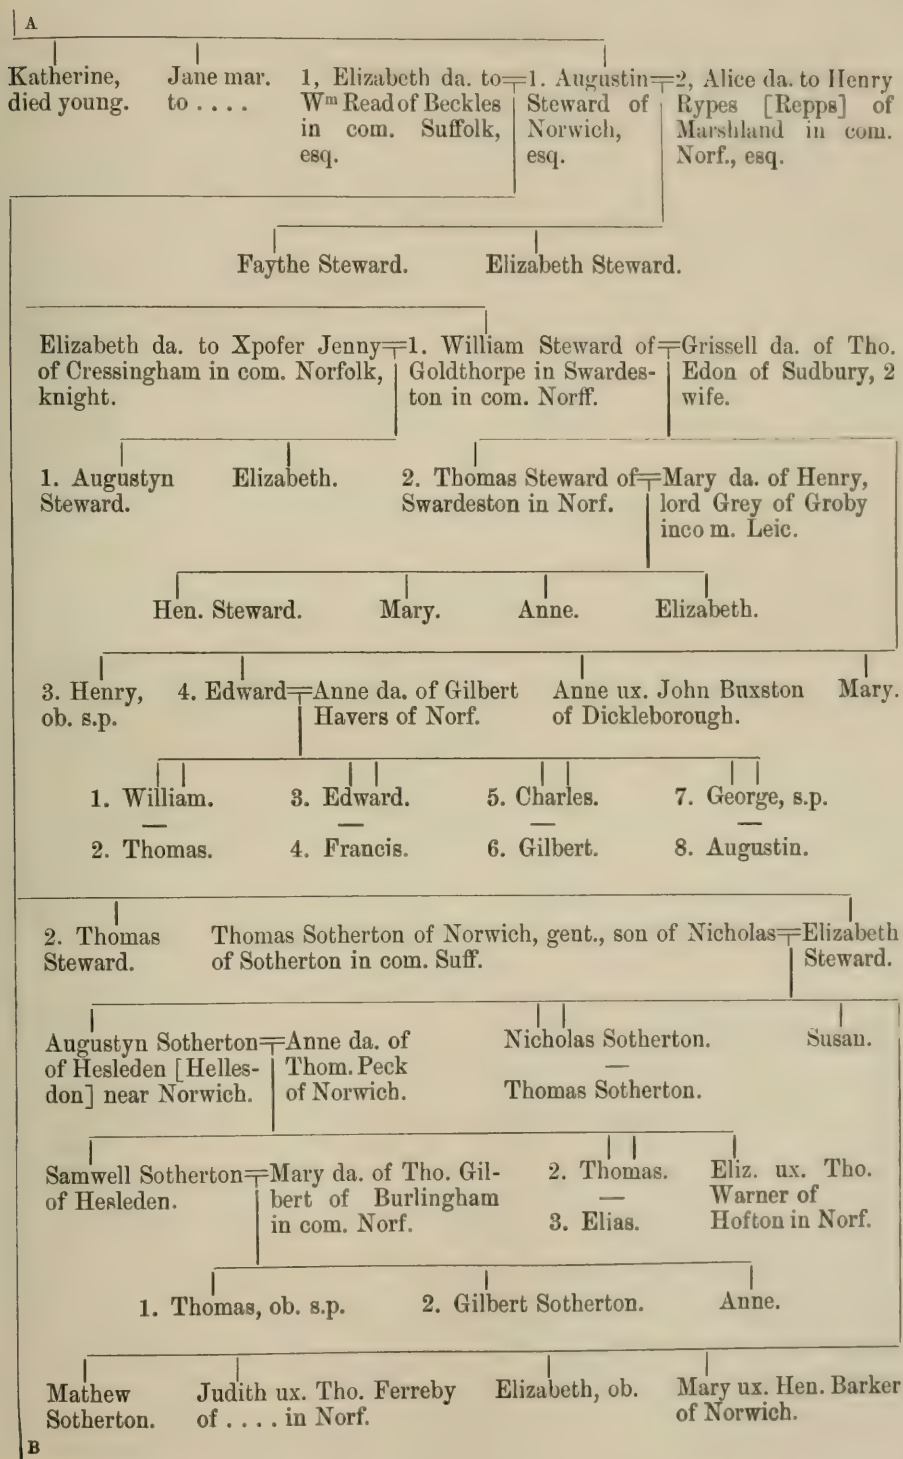 A
Katherine,
died young.
Jane mar.
to . . . .
1, Elizabeth da. to
Wᵐ Read of Beckles
in com. Suffolk,
esq.
1. Augustin
Steward of
Norwich,
esq.
2, Alice da. to Henry
Rypes [Repps] of
Marshland in com.
Norf., esq.
Faythe Steward.
Elizabeth Steward.
Elizabeth da. to Xpofer Jenny
of Cressingham in com. Norfolk,
knight.
1. William Steward of
Goldthorpe in Swardes-
ton in com. Norff.
Grissell da. of Tho.
Edon of Sudbury, 2
wife.
1. Augustyn
Steward.
Elizabeth.
2. Thomas Steward of
Swardeston in Norf.
Mary da. of Henry,
lord Grey of Groby
inco m. Leic.
Hen. Steward.
Mary.
Anne.
Elizabeth.
3. Henry,
ob. s.p.
4. Edward
Anne da. of Gilbert
Havers of Norf.
Anne ux. John Buxston
of Dickleborough.
Mary.
1. William.
2. Thomas.
3. Edward.
4. Francis.
5. Charles.
6. Gilbert.
7. George, s.p.
8. Augustin.
2. Thomas
Steward.
Thomas Sotherton of Norwich, gent., son of Nicholas
of Sotherton in com. Suff.
Elizabeth
Steward.
Augustyn Sotherton
of Hesleden [Helles-
don] near Norwich.
Anne da. of
Thom. Peck
of Norwich.
Nicholas Sotherton.
Thomas Sotherton.
Susan.
Samwell Sotherton
of Hesleden.
Mary da. of Tho. Gil-
bert of Burlingham
in com. Norf.
2. Thomas.
3. Elias.
Eliz. ux. Tho.
Warner of
Hofton in Norf.
1. Thomas, ob. s.p.
2. Gilbert Sotherton.
Anne.
Mathew
Sotherton.
Judith ux. Tho. Ferreby
of . . . . in Norf.
Elizabeth, ob.
Mary ux. Hen. Barker
of Norwich.
B